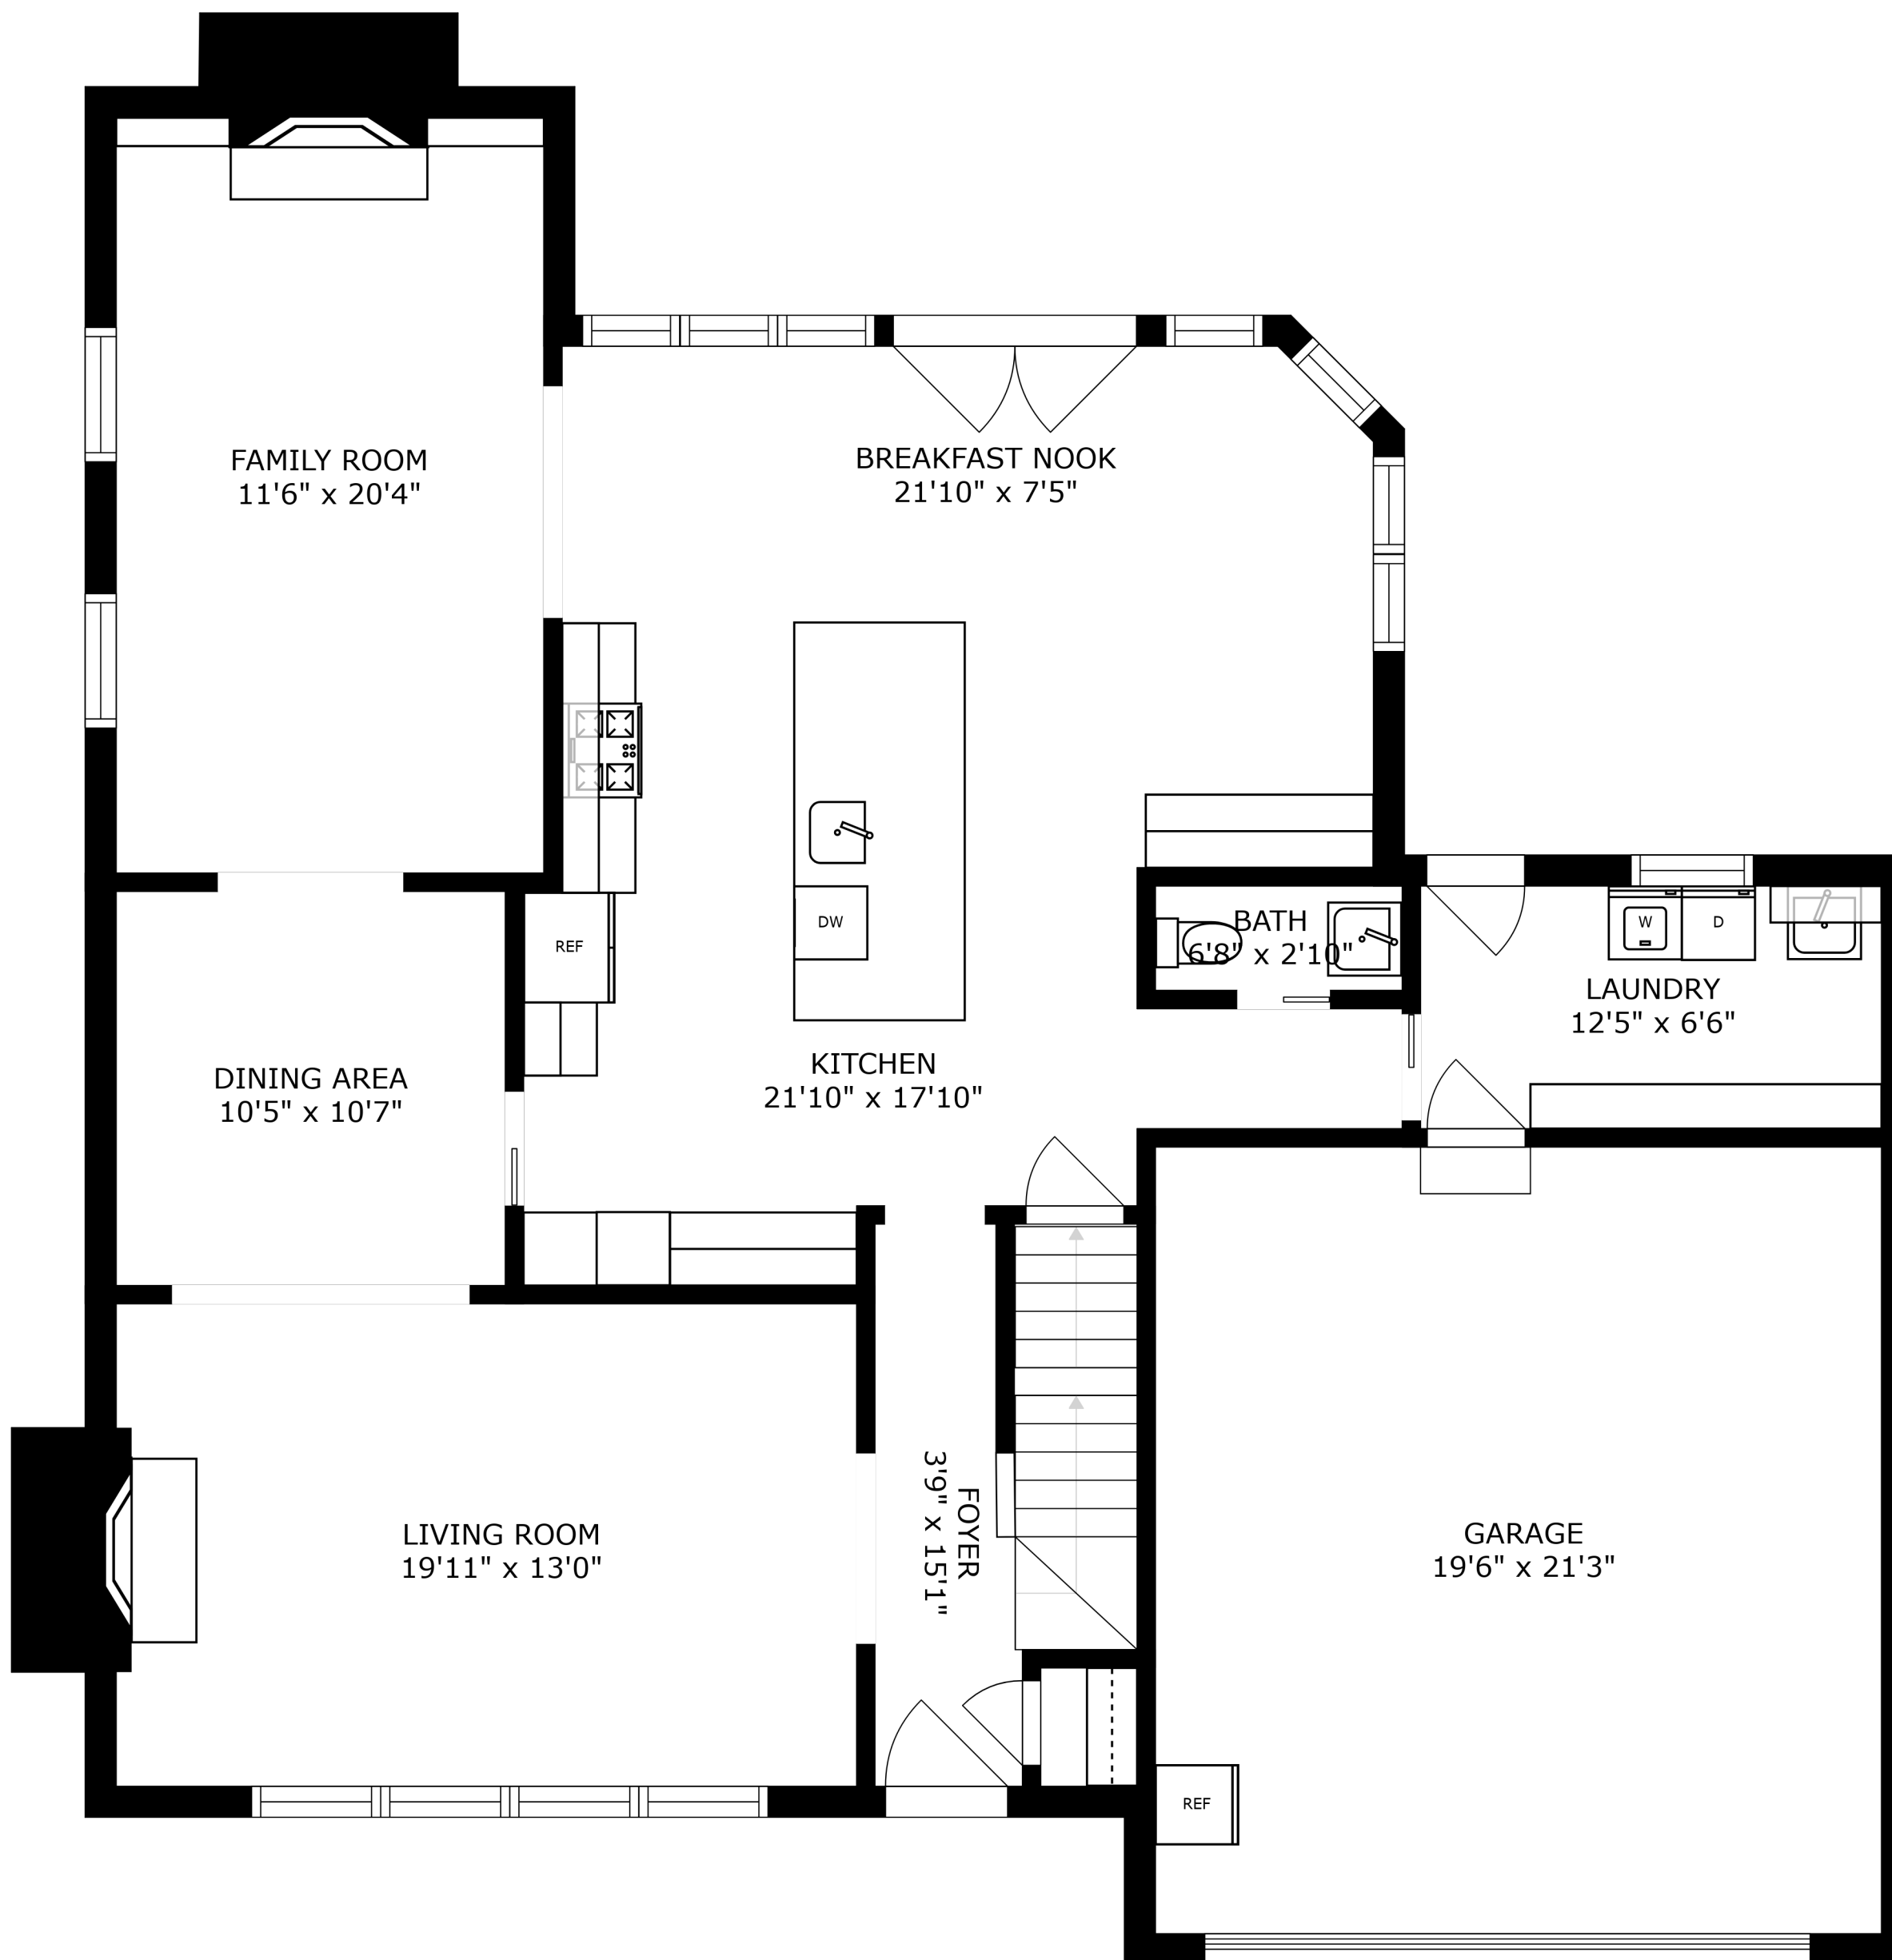 FAMILY ROOM
11'6" x 20'4"
BREAKFAST NOOK
21'10" x 7'5"
DW
REF
BATH
6'8" x 2'10"
W
D
LAUNDRY
12'5" x 6'6"
KITCHEN
21'10" x 17'10"
DINING AREA
10'5" x 10'7"
LIVING ROOM
19'11" x 13'0"
FOYER
3'9" x 15'1"
GARAGE
19'6" x 21'3"
REF